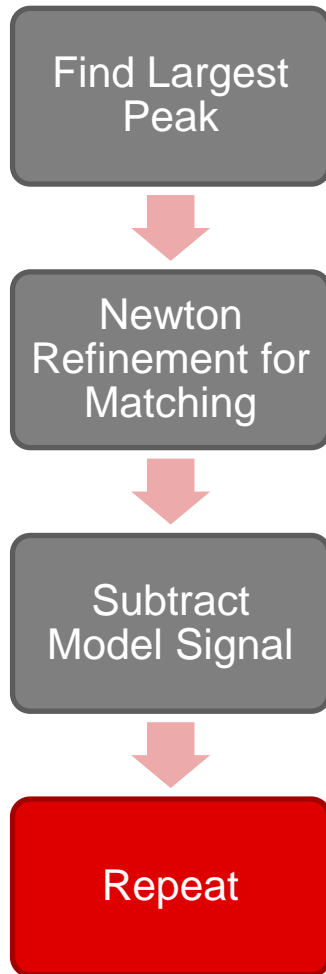 Find Largest
Peak
Newton
Refinement for
Matching
Subtract
Model Signal
Repeat